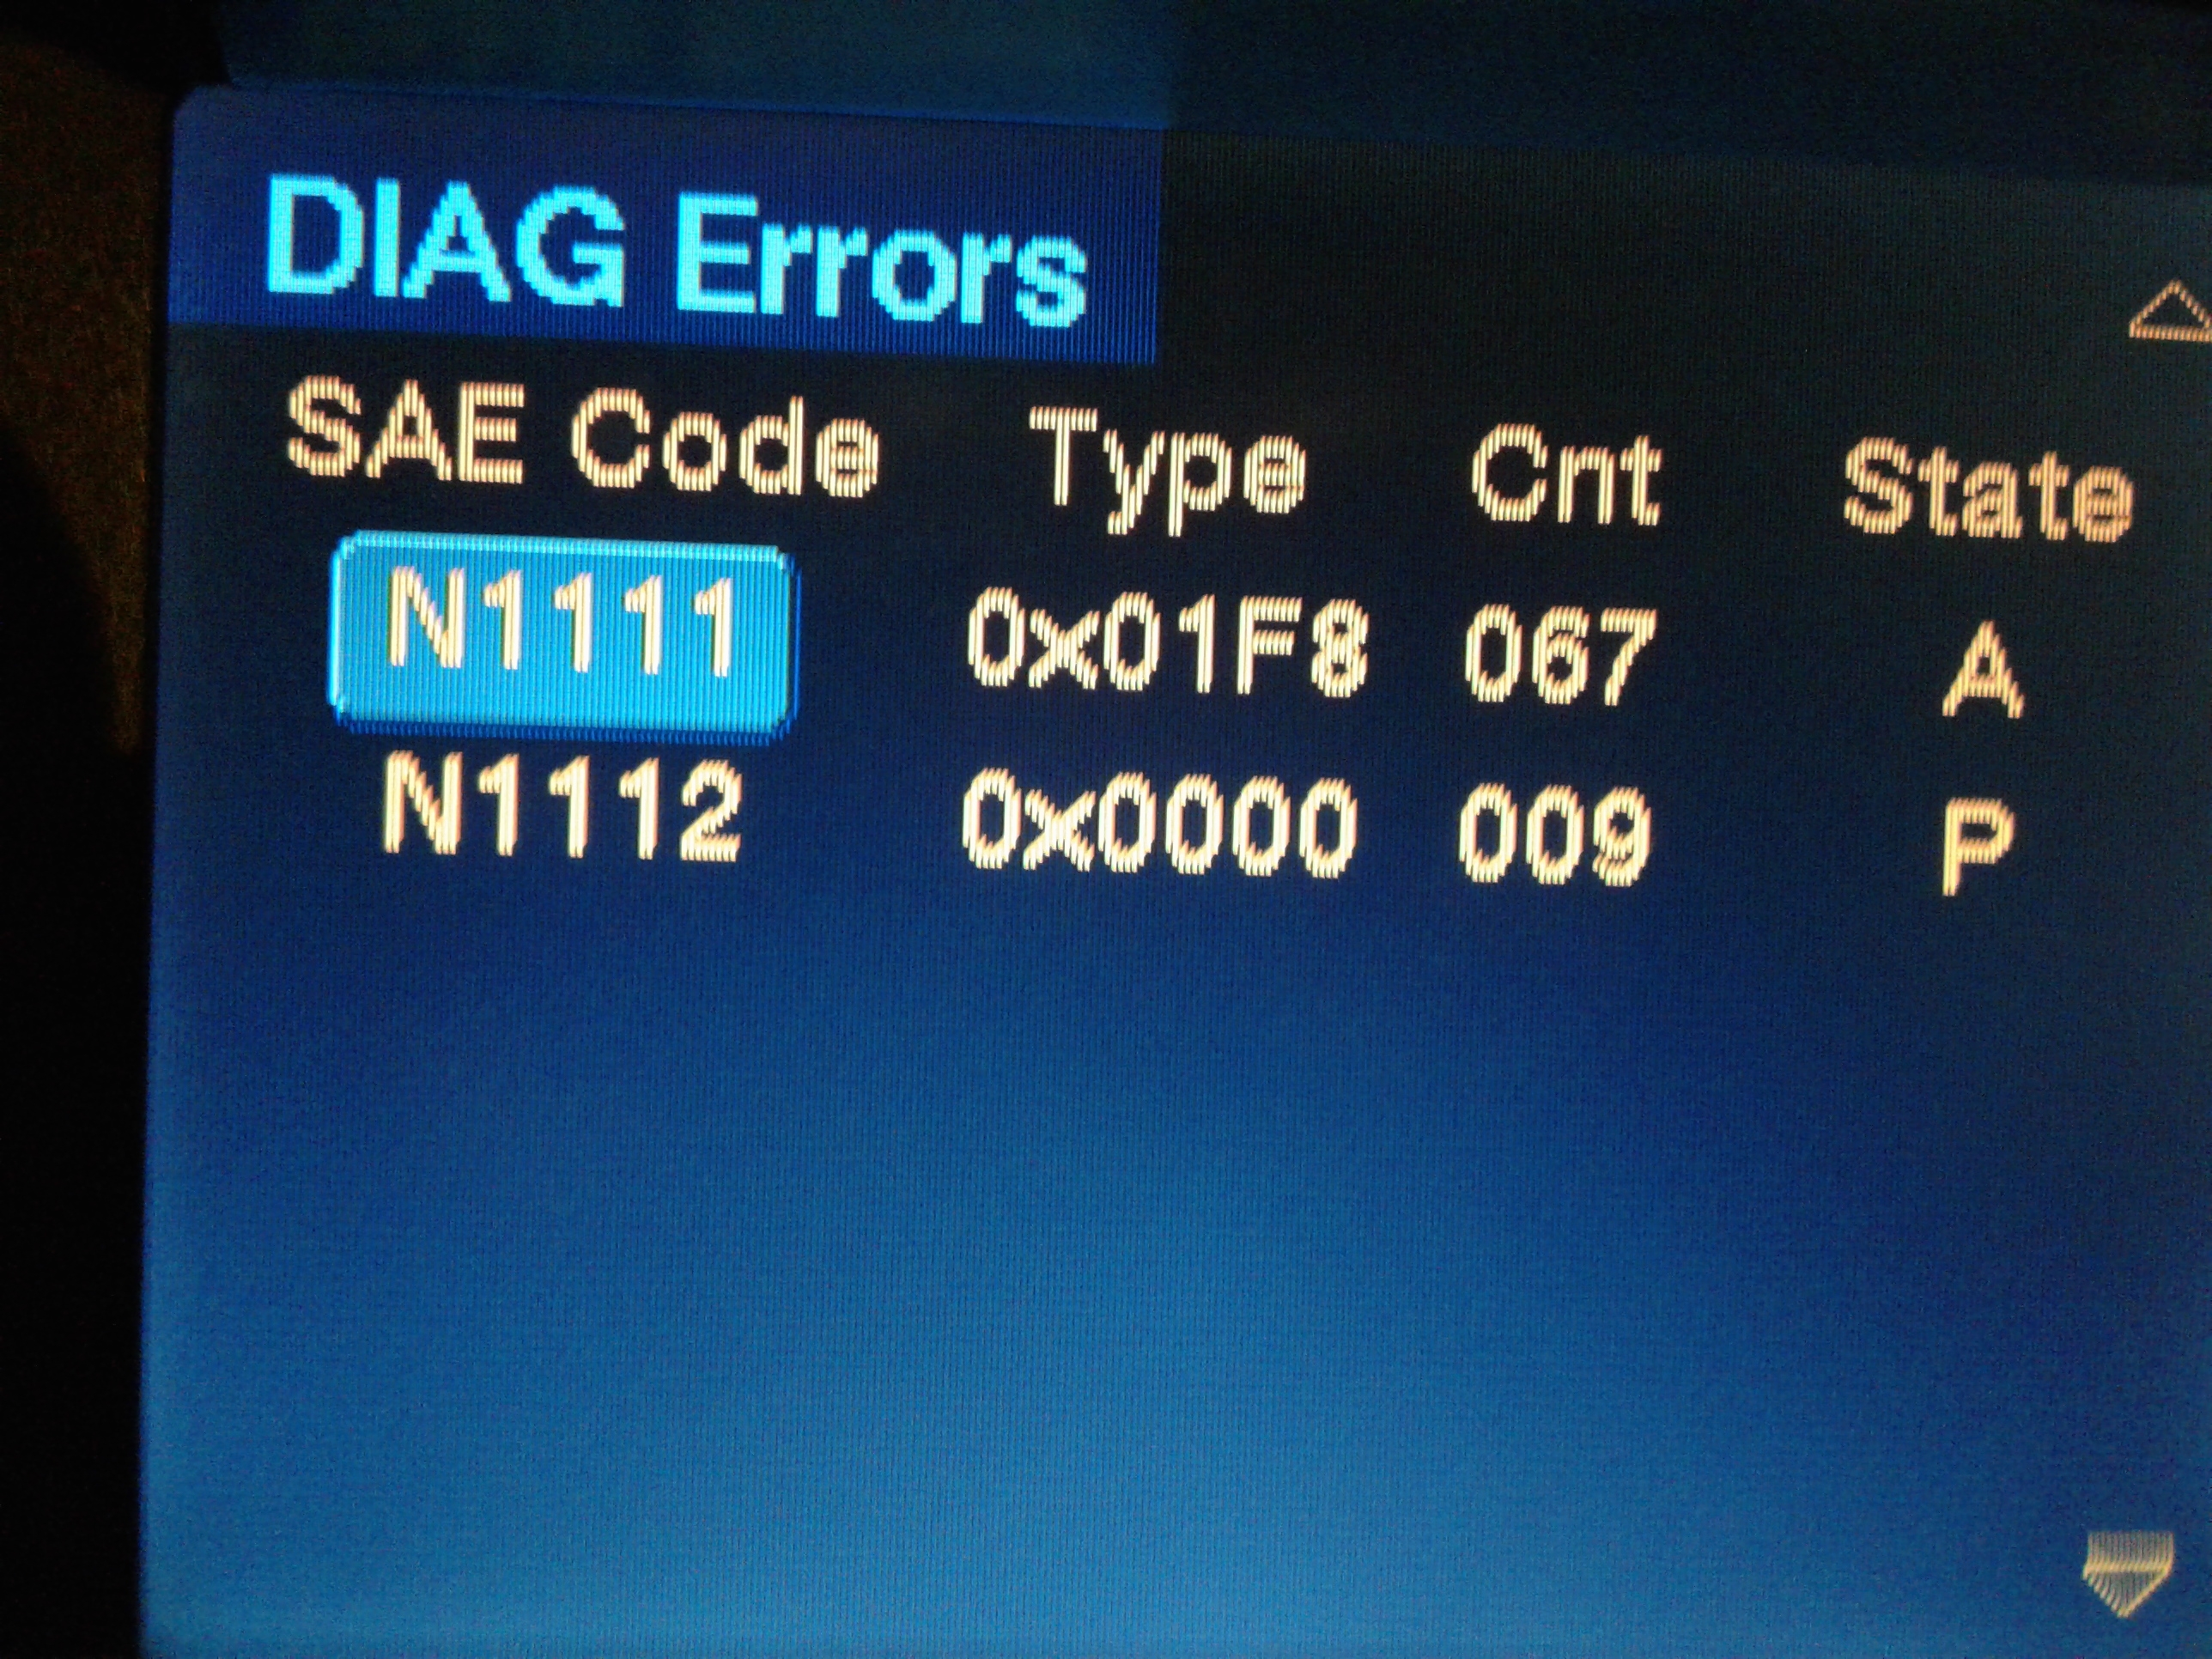 DIAG Errors
SAE Code Type Cnt State
N1111 0x01F8 067 A
N1112 0x0000 009 P